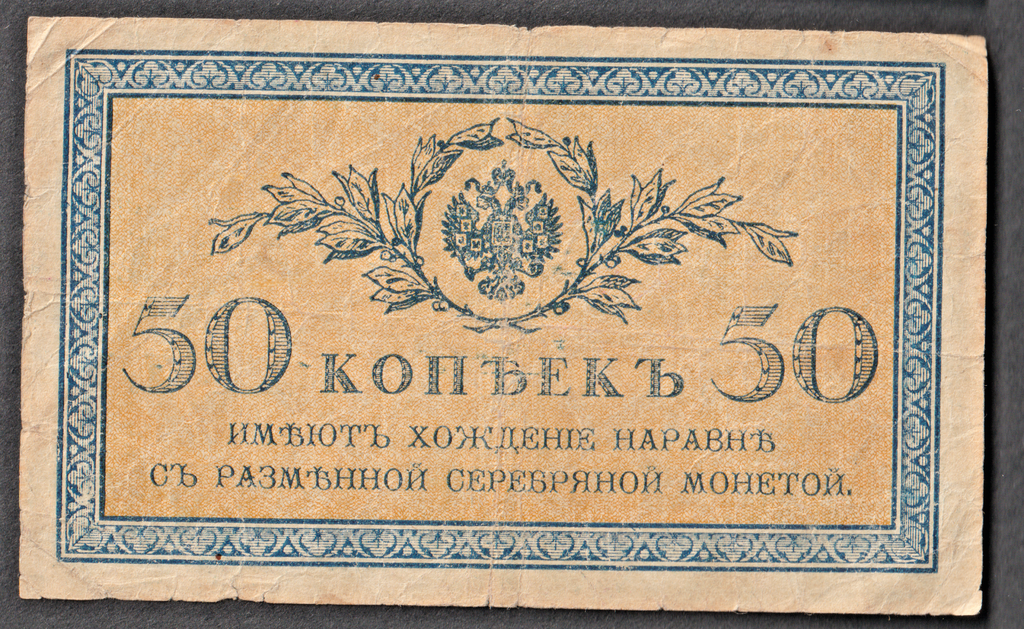 50 КОПѢЕКЪ 50
ИМѢЮТЪ ХОЖДЕНІЕ НАРАВНѢ
СЪ РАЗМѢННОЙ СЕРЕБРЯНОЙ МОНЕТОЙ.